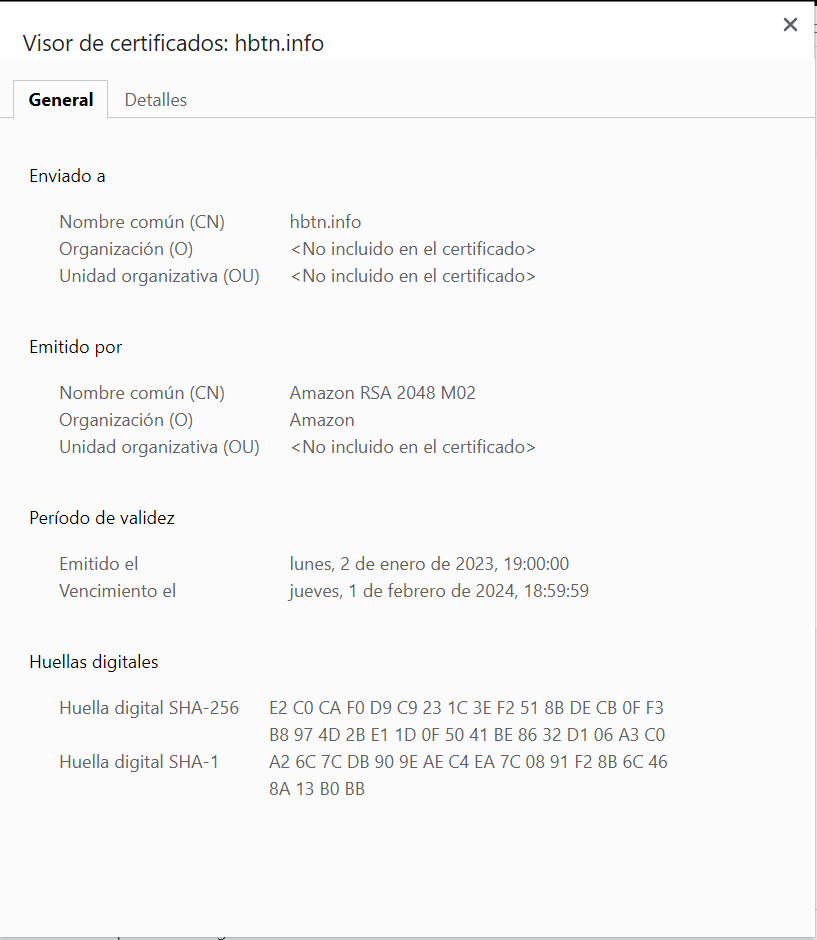 Visor de certificados: hbtn.info
General Detalles
Enviado a
Nombre común (CN) hbtn.info
Organización (O) <No incluido en el certificado>
Unidad organizativa (OU) <No incluido en el certificado>
Emitido por
Nombre común (CN) Amazon RSA 2048 M02
Organización (O) Amazon
Unidad organizativa (OU) <No incluido en el certificado>
Período de validez
Emitido el lunes, 2 de enero de 2023, 19:00:00
Vencimiento el jueves, 1 de febrero de 2024, 18:59:59
Huellas digitales
Huella digital SHA-256 E2 C0 CA F0 D9 C9 23 1C 3E F2 51 8B DE CB 0F F3
B8 97 4D 2B E1 1D 0F 50 41 BE 86 32 D1 06 A3 C0
Huella digital SHA-1 A2 6C 7C DB 90 9E AE C4 EA 7C 08 91 F2 8B 6C 46
8A 13 B0 BB